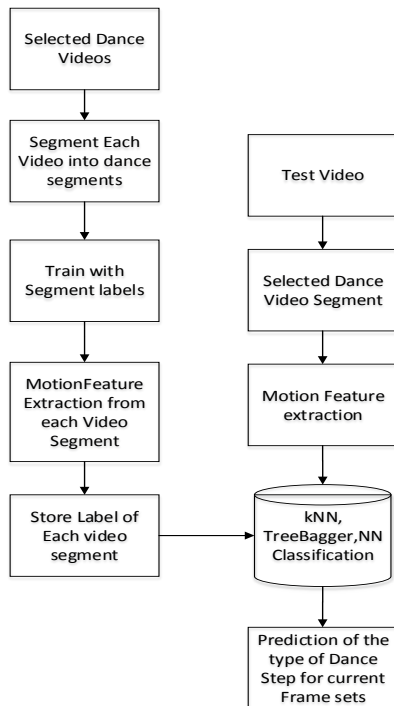 Selected Dance
Videos
Segment Each
Video into dance
segments
Train with
Segment labels
MotionFeature
Extraction from
each Video
Segment
Store Label of
Each video
segment
Test Video
Selected Dance
Video Segment
Motion Feature
extraction
kNN,
TreeBagger,NN
Classification
Prediction of the
type of Dance
Step for current
Frame sets